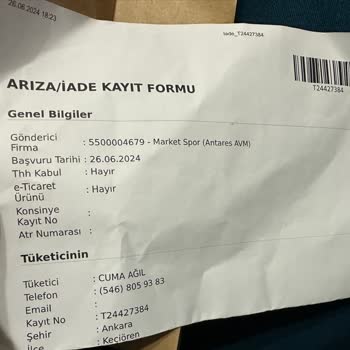 26.06.2024 18:23
iade_T24427384
T24427384
ARIZA/İADE KAYIT FORMU
Genel Bilgiler
Gönderici Firma : 5500004679 - Market Spor (Antares AVM)
Başvuru Tarihi : 26.06.2024
Thh Kabul : Hayır
e-Ticaret Ürünü : Hayır
Konsinye Kayıt No :
Atr Numarası :
Tüketicinin
Tüketici : CUMA AĞIL
Telefon : (546) 805 93 83
Email :
Kayıt No : T24427384
Şehir : Ankara
İlçe : Keçiören